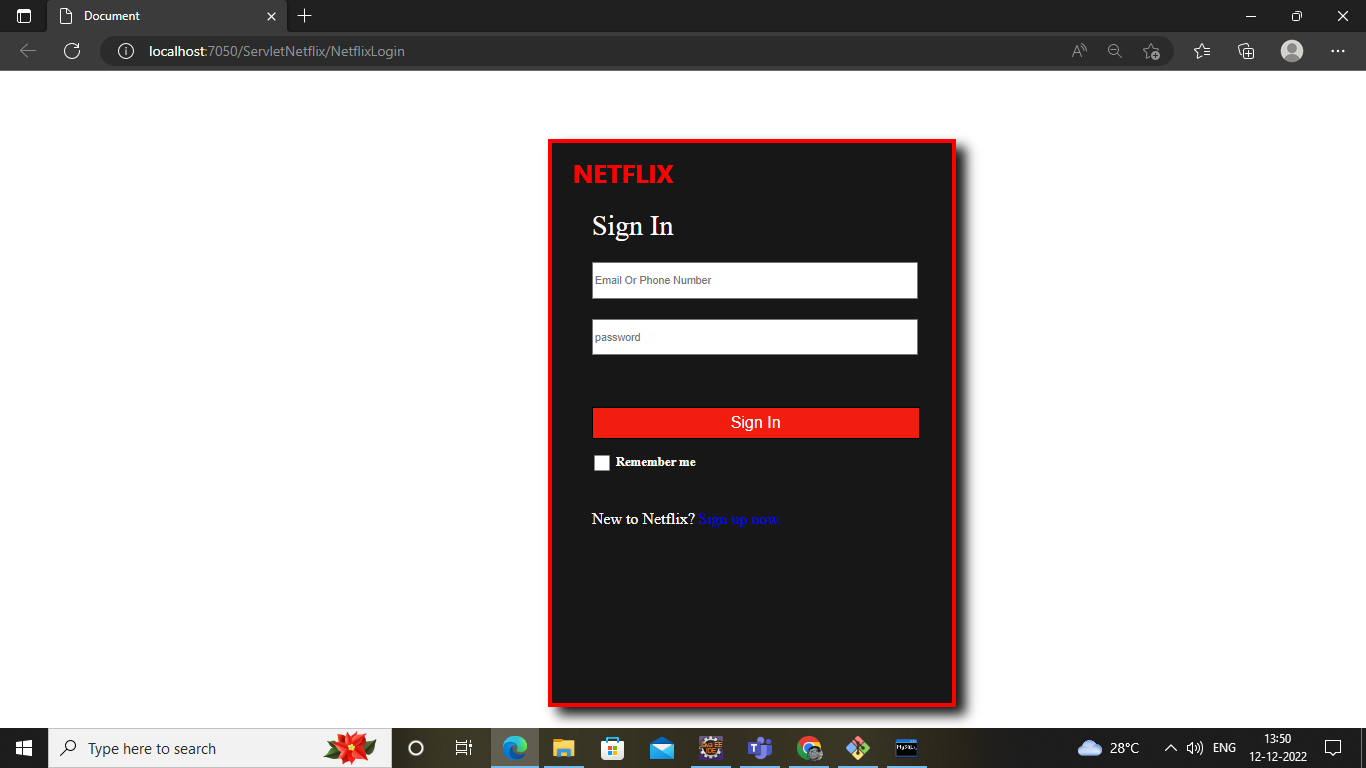 Document
localhost:7050/ServletNetflix/NetflixLogin
NETFLIX
Sign In
Email Or Phone Number
password
Sign In
Remember me
New to Netflix? Sign up now
Type here to search
28°C
ENG
13:50
12-12-2022